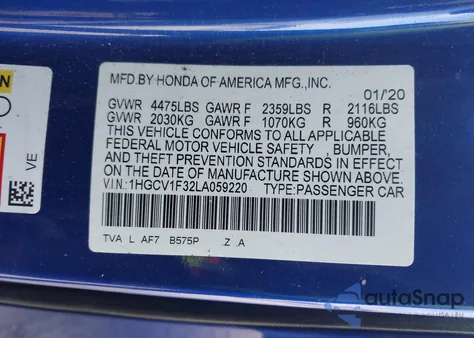 MFD.BY HONDA OF AMERICA MFG.,INC.
01/20
GVWR 4475LBS GAWR F 2359LBS R 2116LBS
GVWR 2030KG GAWR F 1070KG R 960KG
THIS VEHICLE CONFORMS TO ALL APPLICABLE
FEDERAL MOTOR VEHICLE SAFETY , BUMPER,
AND THEFT PREVENTION STANDARDS IN EFFECT
ON THE DATE OF MANUFACTURE SHOWN ABOVE.
V.I.N.: 1HGCV1F32LA059220 TYPE:PASSENGER CAR
TVA L AF7 B575P .Z .A
VE
autoSnap